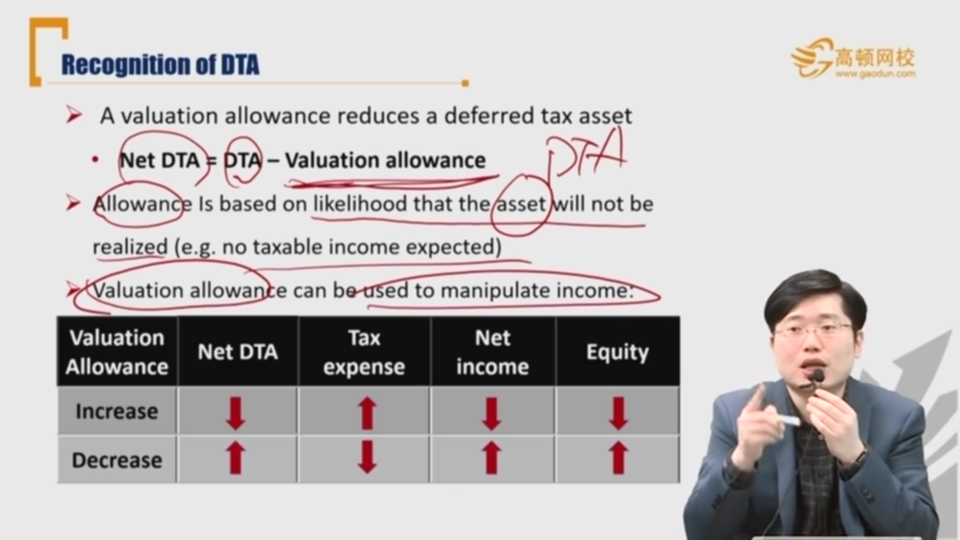 Recognition of DTA
高顿网校
www.gaodun.com
A valuation allowance reduces a deferred tax asset
• Net DTA = DTA – Valuation allowance
DTA
Allowance Is based on likelihood that the asset will not be
realized (e.g. no taxable income expected)
Valuation allowance can be used to manipulate income:
Valuation Allowance Net DTA Tax expense Net income Equity
Increase ⬇ ⬆ ⬇ ⬇
Decrease ⬆ ⬇ ⬆ ⬆